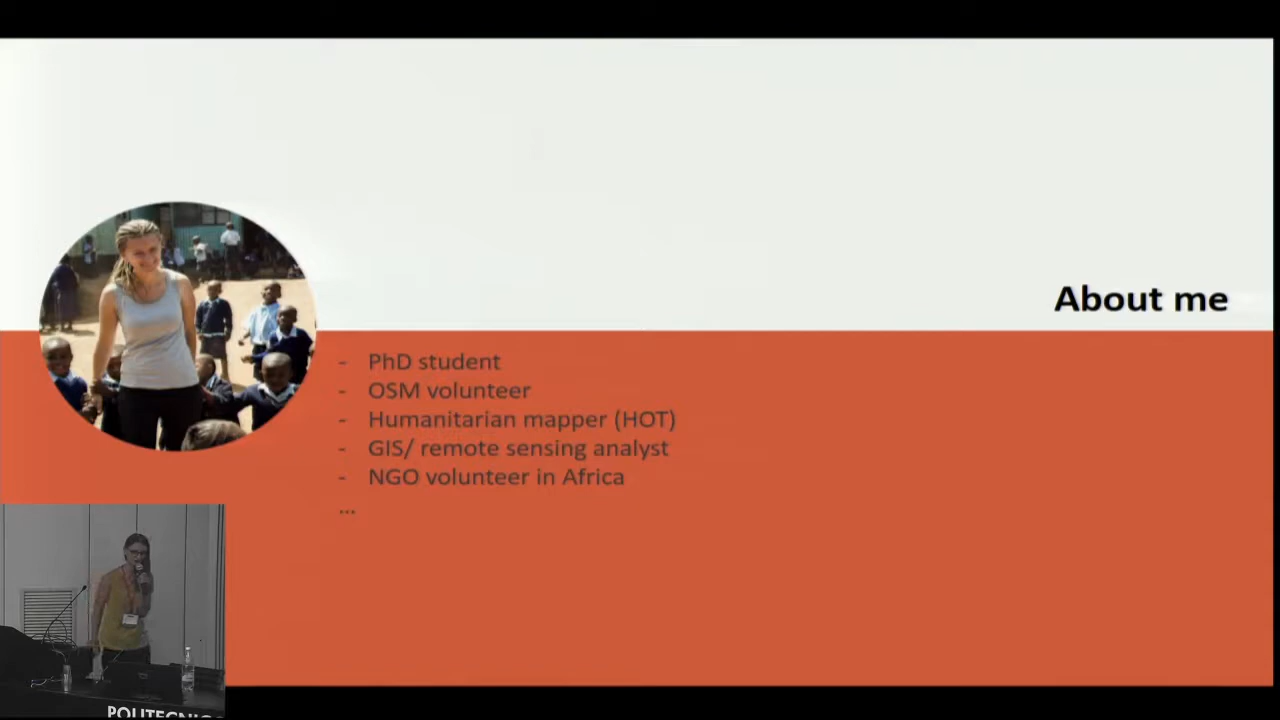 About me
- PhD student
- OSM volunteer
- Humanitarian mapper (HOT)
- GIS/ remote sensing analyst
- NGO volunteer in Africa
...